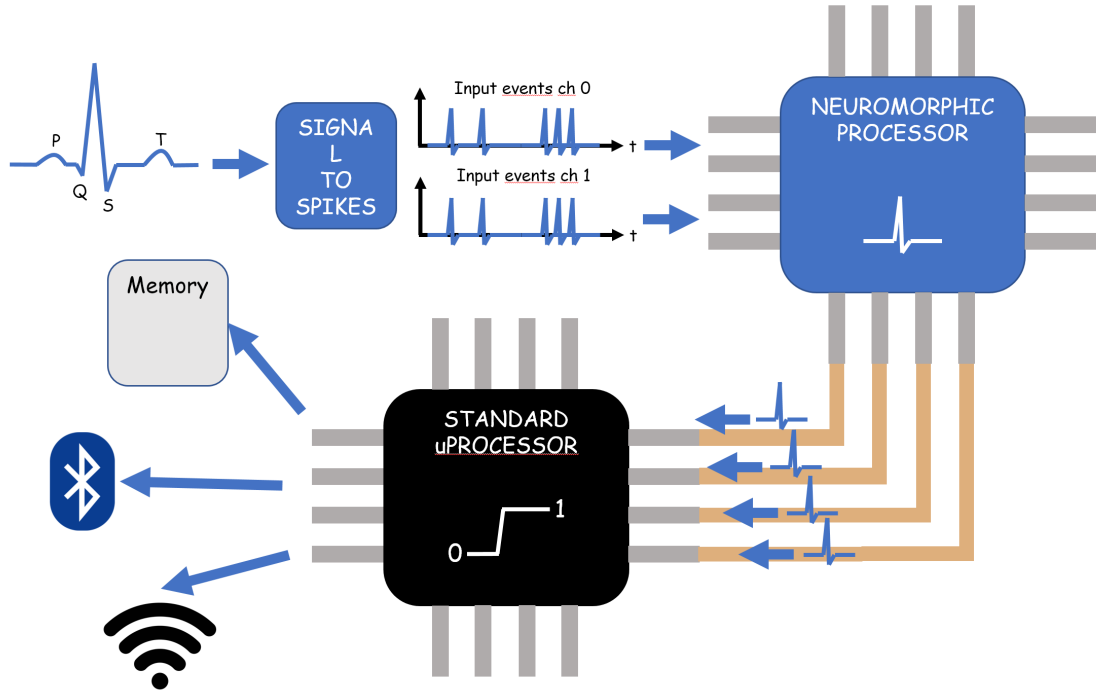 P
T
Q
S
SIGNA
L
TO
SPIKES
Input events ch 0
t
Input events ch 1
t
NEUROMORPHIC
PROCESSOR
Memory
STANDARD
uPROCESSOR
1
0